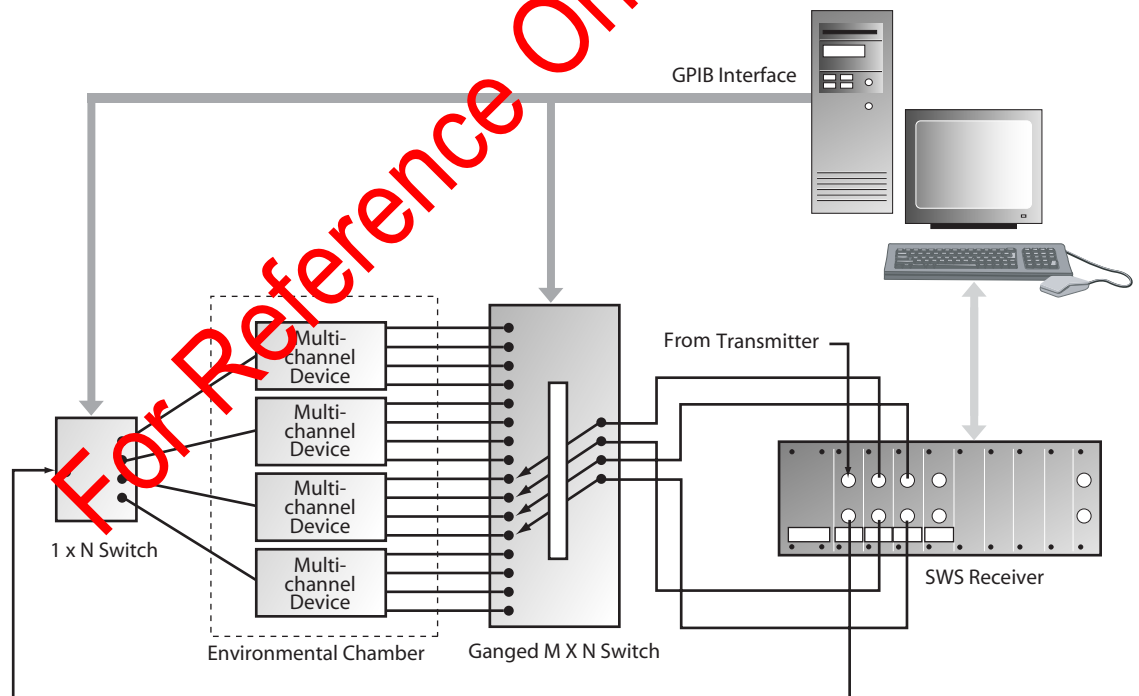 For Reference On
GPIB Interface
From Transmitter
Multi-
channel
Device
Multi-
channel
Device
Multi-
channel
Device
Multi-
channel
Device
1 x N Switch
SWS Receiver
Environmental Chamber
Ganged M X N Switch